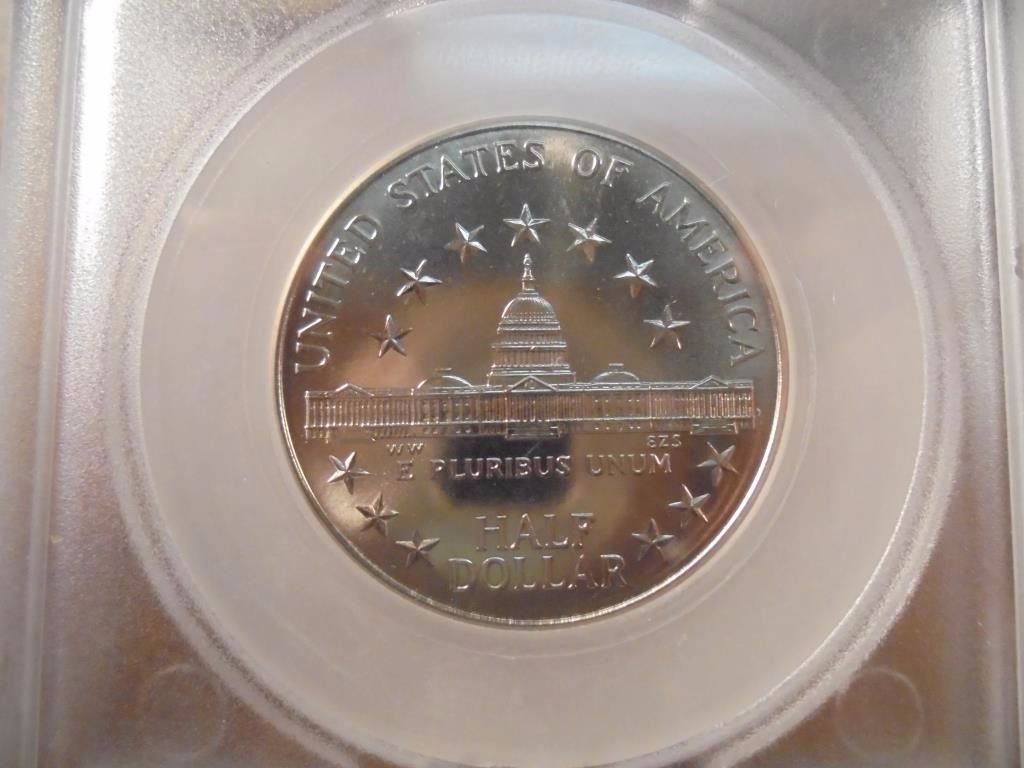 UNITED STATES OF AMERICA
WW EZS
E PLURIBUS UNUM
HALF
DOLLAR